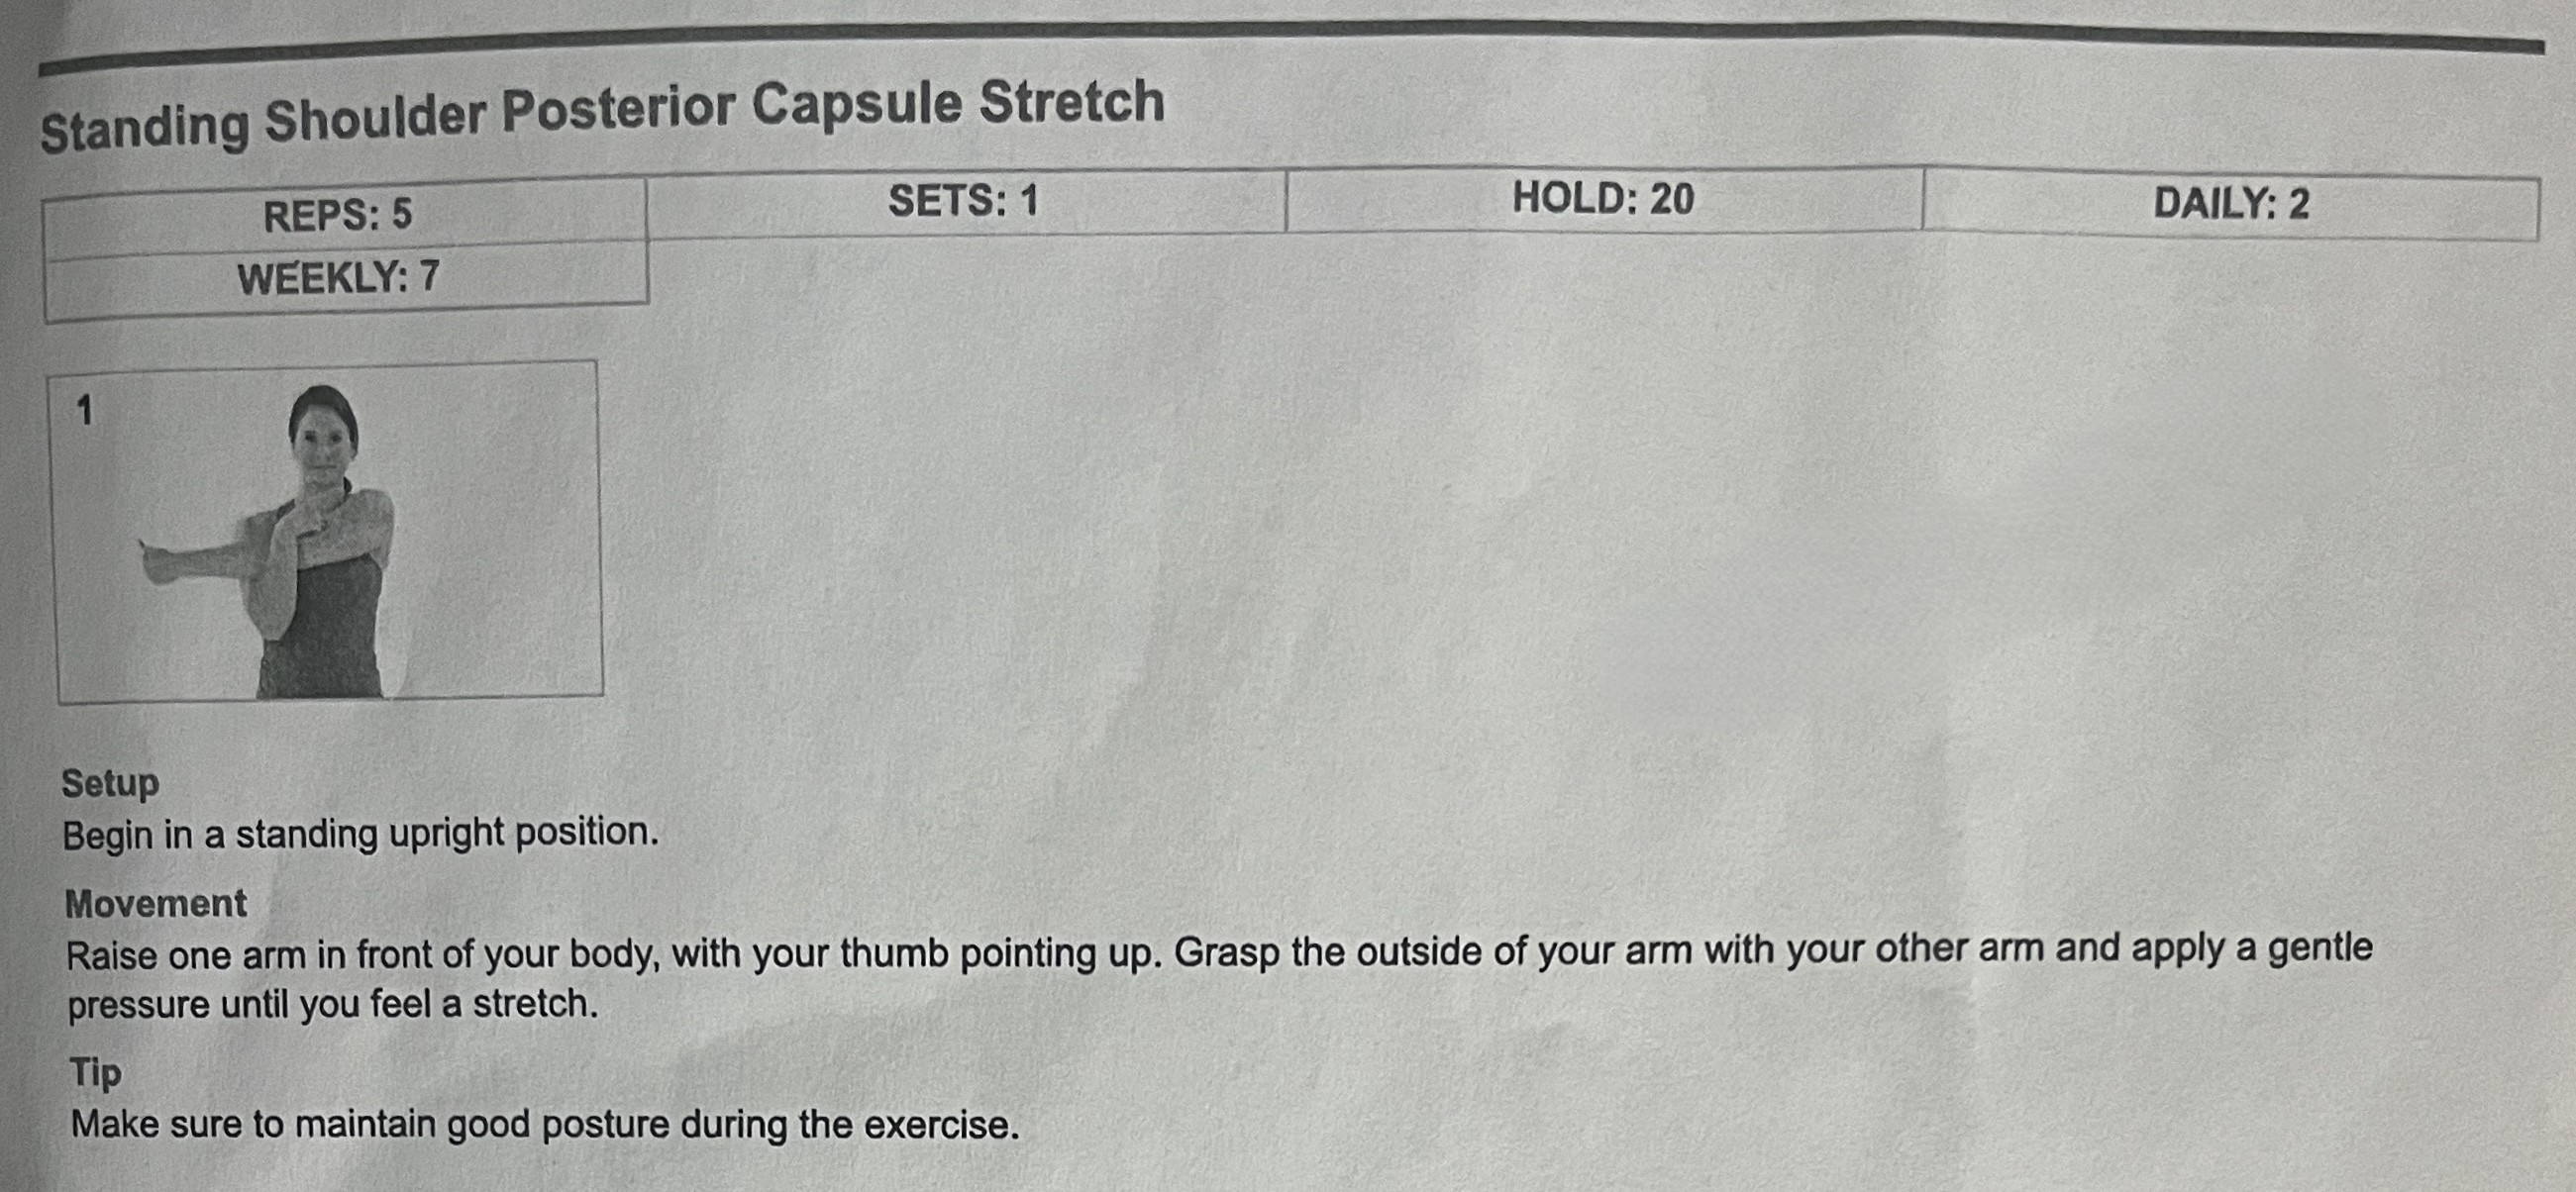 Standing Shoulder Posterior Capsule Stretch
REPS: 5 SETS: 1 HOLD: 20 DAILY: 2
WEEKLY: 7
1
Setup
Begin in a standing upright position.
Movement
Raise one arm in front of your body, with your thumb pointing up. Grasp the outside of your arm with your other arm and apply a gentle
pressure until you feel a stretch.
Tip
Make sure to maintain good posture during the exercise.